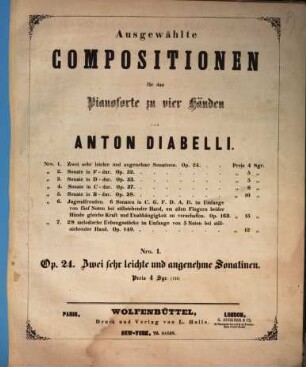 Ausgewählte
COMPOSITIONEN
für das
Pianoforte zu vier Händen
von
ANTON DIABELLI.
Nro. 1. Zwei sehr leichte und angenehme Sonatinen. Op. 24. Preis 4 Sgr.
„ 2. Sonate in F-dur. Op. 32. „ 5 „
„ 3. Sonate in D-dur. Op. 33. „ 5 „
„ 4. Sonate in C-dur. Op. 37. „ 8 „
„ 5. Sonate in B-dur. Op. 38. „ 10 „
„ 6. Jugendfreuden. 6 Sonaten in C. G. F. D. A. D. im Umfange
von fünf Noten bei stillstehender Hand, um allen Fingern beider
Hände gleiche Kraft und Unabhängigkeit zu verschaffen. Op. 163. „ 15 „
„ 7. 28 melodische Uebungsstücke im Umfange von 5 Noten bei still-
stehender Hand. Op. 149. „ 12 „
Nro. 1.
Op. 24. Zwei sehr leichte und angenehme Sonatinen.
Preis 4 Sgr.
PARIS,
WOLFENBÜTTEL,
LONDON,
Druck und Verlag von L. Holle.
NEW-YORK,